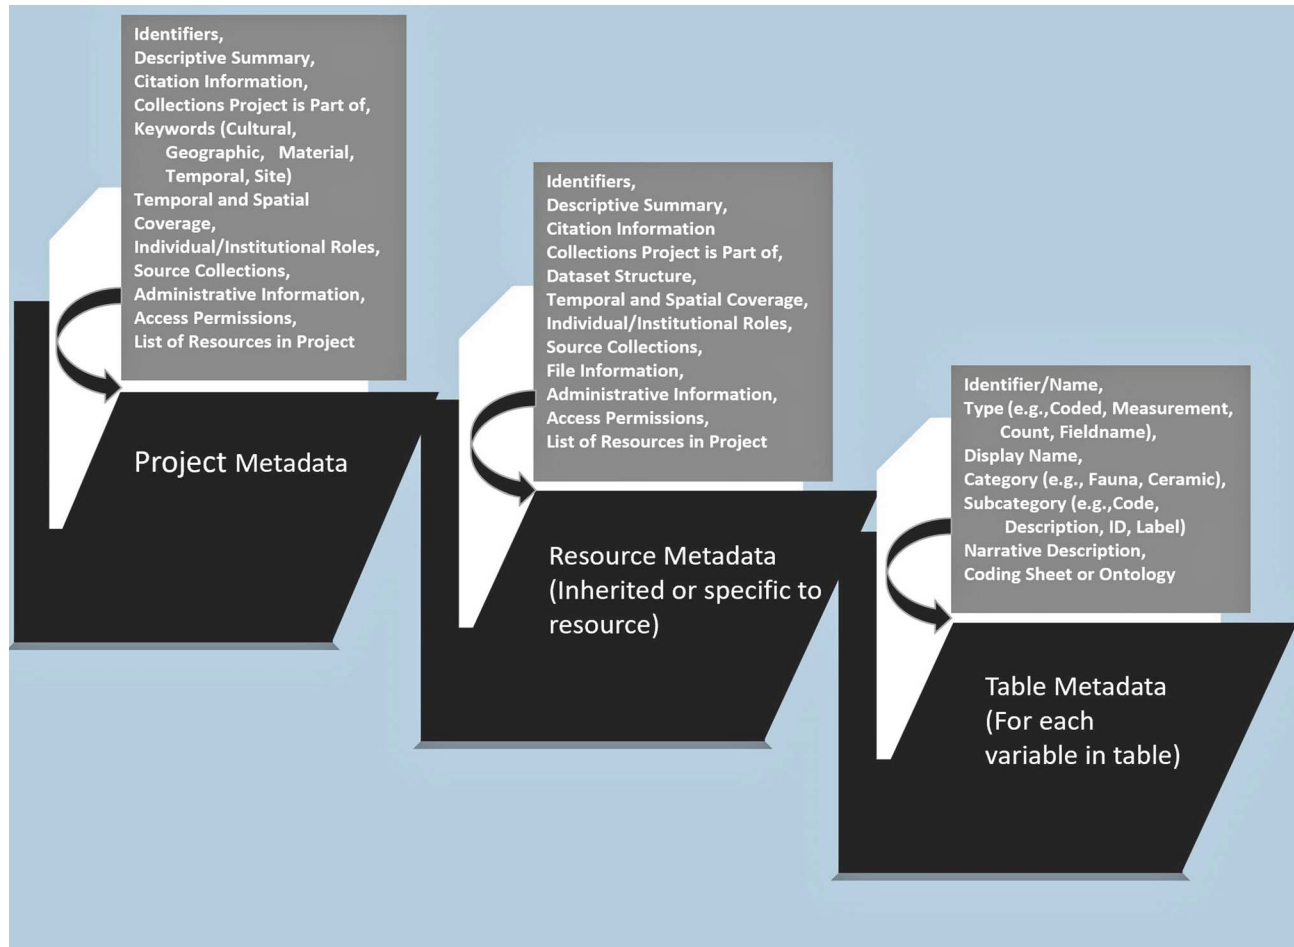 Identifiers,
Descriptive Summary,
Citation Information,
Collections Project is Part of,
Keywords (Cultural,
Geographic, Material,
Temporal, Site)
Temporal and Spatial
Coverage,
Individual/Institutional Roles,
Source Collections,
Administrative Information,
Access Permissions,
List of Resources in Project
Project Metadata
Identifiers,
Descriptive Summary,
Citation Information
Collections Project is Part of,
Dataset Structure,
Temporal and Spatial Coverage,
Individual/Institutional Roles,
Source Collections,
File Information,
Administrative Information,
Access Permissions,
List of Resources in Project
Resource Metadata
(Inherited or specific to
resource)
Identifier/Name,
Type (e.g.,Coded, Measurement,
Count, Fieldname),
Display Name,
Category (e.g., Fauna, Ceramic),
Subcategory (e.g.,Code,
Description, ID, Label)
Narrative Description,
Coding Sheet or Ontology
Table Metadata
(For each
variable in table)